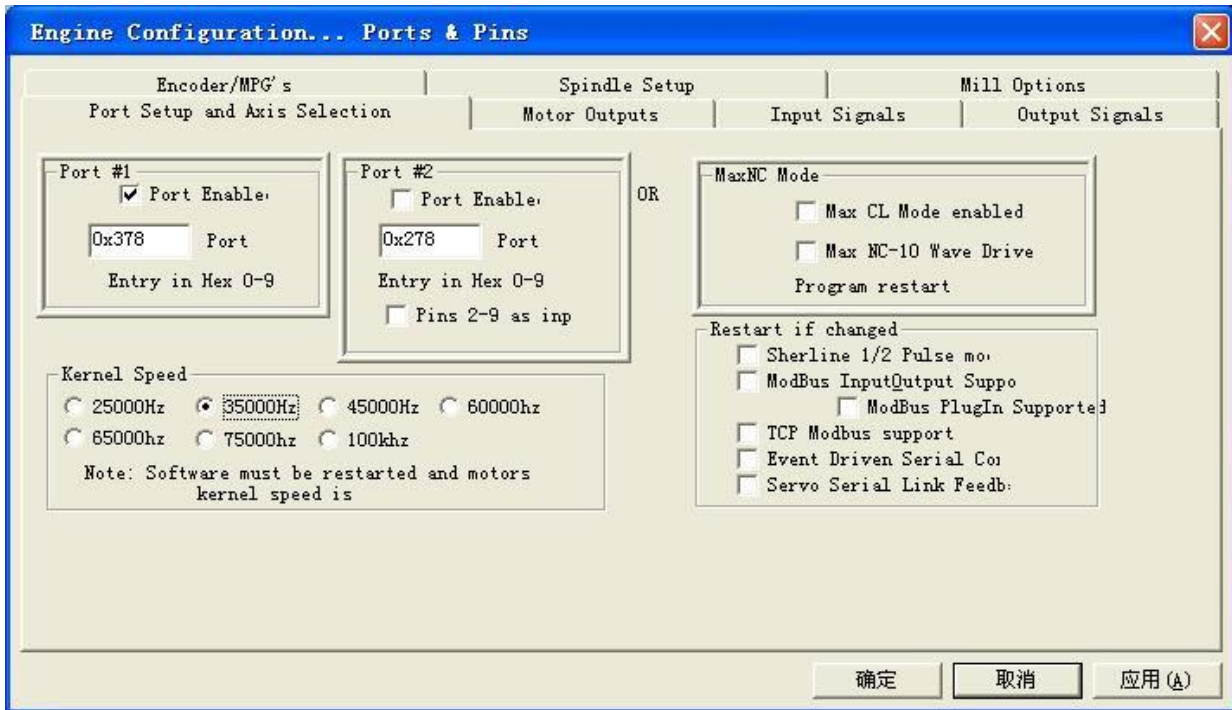 Engine Configuration... Ports & Pins
Encoder/MPG's Spindle Setup Mill Options
Port Setup and Axis Selection Motor Outputs Input Signals Output Signals
Port #1
Port Enable
0x378 Port
Entry in Hex 0-9
Port #2
Port Enable
0x278 Port
Entry in Hex 0-9
Pins 2-9 as inp
OR
MaxNC Mode
Max CL Mode enabled
Max NC-10 Wave Drive
Program restart
Restart if changed
Sherline 1/2 Pulse mo
ModBus InputOutput Suppo
ModBus PlugIn Supported
TCP Modbus support
Event Driven Serial Co
Servo Serial Link Feedb
Kernel Speed
25000Hz 35000Hz 45000Hz 60000hz
65000hz 75000hz 100khz
Note: Software must be restarted and motors
kernel speed is
确定 取消 应用(A)